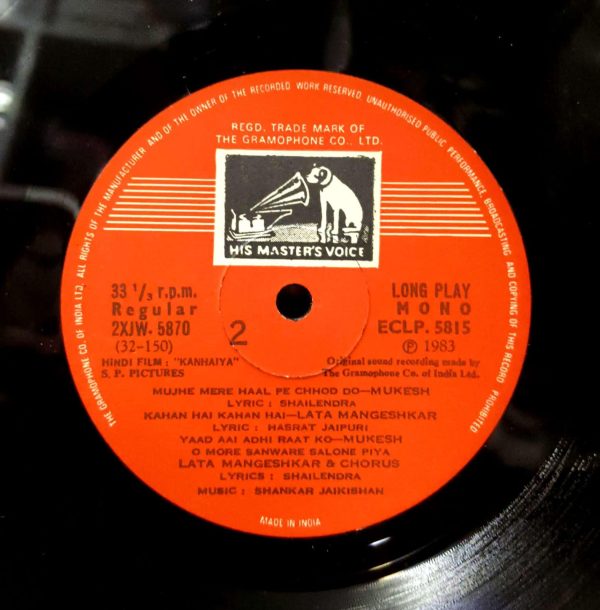 THE GRAMOPHONE CO. OF INDIA LTD. ALL RIGHTS OF THE MANUFACTURER AND OF THE OWNER OF THE RECORDED WORK RESERVED. UNAUTHORISED PUBLIC PERFORMANCE, BROADCASTING AND COPYING OF THIS RECORD PROHIBITED
REGD. TRADE MARK OF
THE GRAMOPHONE CO., LTD.
HIS MASTER'S VOICE
33 1/3 r.p.m.
Regular
2XJW. 5870
(32-150)
2
LONG PLAY
MONO
ECLP. 5815
℗ 1983
HINDI FILM : "KANHAIYA"
S. P. PICTURES
Original sound recording made by
The Gramophone Co. of India Ltd.
MUJHE MERE HAAL PE CHHOD DO—MUKESH
LYRIC : SHAILENDRA
KAHAN HAI KAHAN HAI—LATA MANGESHKAR
LYRIC : HASRAT JAIPURI
YAAD AAI ADHI RAAT KO—MUKESH
O MORE SANWARE SALONE PIYA
LATA MANGESHKAR & CHORUS
LYRICS : SHAILENDRA
MUSIC : SHANKAR JAIKISHAN
MADE IN INDIA